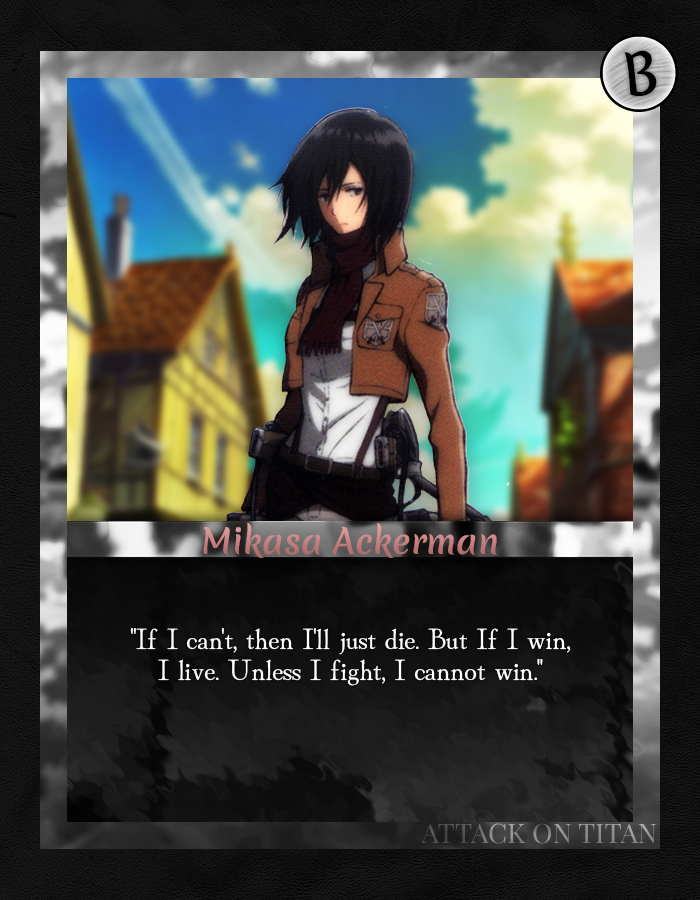 B
Mikasa Ackerman
"If I can't, then I'll just die. But If I win,
I live. Unless I fight, I cannot win."
ATTACK ON TITAN